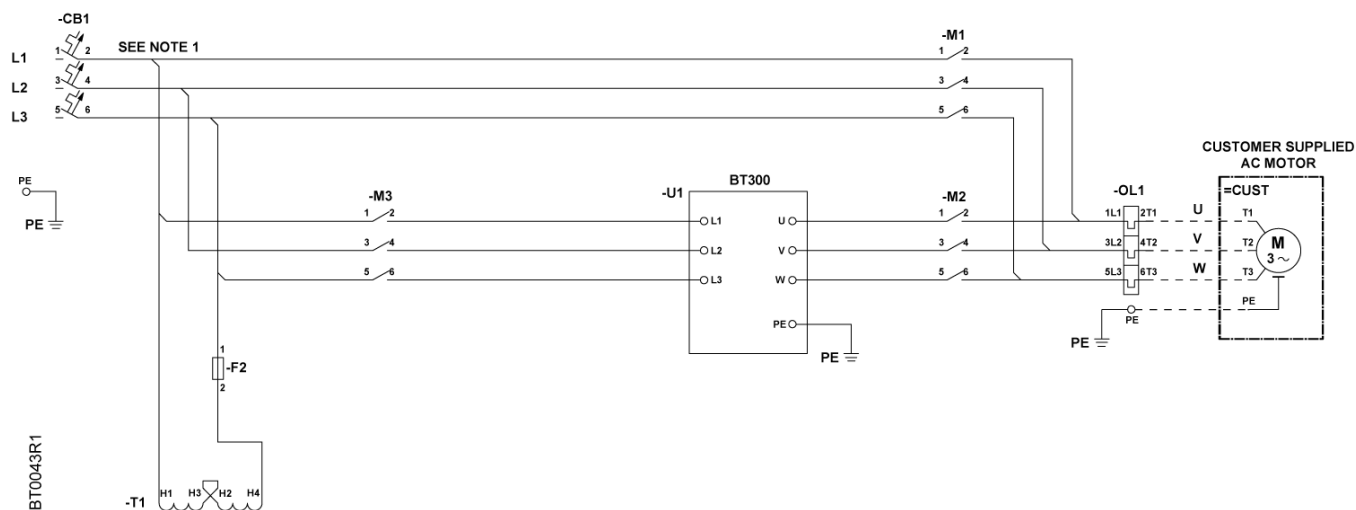 -CB1
SEE NOTE 1
-M1
L1 1 2 1 2
L2 3 4 3 4
L3 5 6 5 6
CUSTOMER SUPPLIED
AC MOTOR
PE
PE
-M3
-U1
BT300
-M2
-OL1
=CUST
1 2 L1 U 1 2 1L1 2T1 U T1
3 4 L2 V 3 4 3L2 4T2 V T2
M
3 ~
5 6 L3 W 5 6 5L3 6T3 W T3
PE
PE
PE
PE
PE
1
-F2
2
BT0043R1
-T1 H1 H3 H2 H4